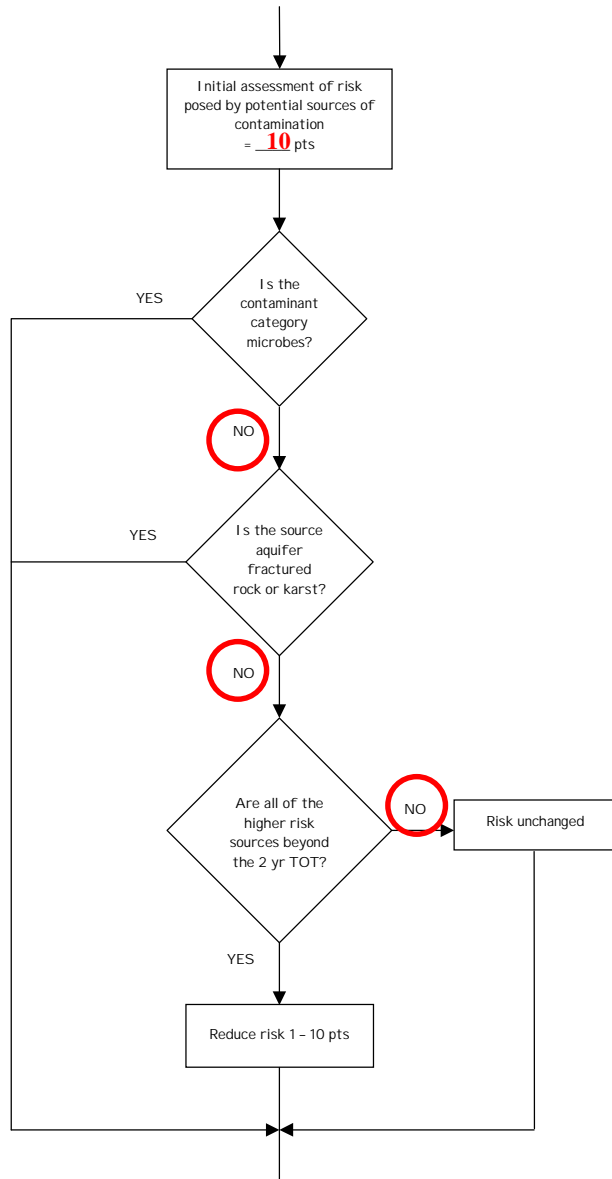 Initial assessment of risk
posed by potential sources of
contamination
= __10__ pts
YES
Is the
contaminant
category
microbes?
NO
YES
Is the source
aquifer
fractured
rock or karst?
NO
Are all of the
higher risk
sources beyond
the 2 yr TOT?
NO
Risk unchanged
YES
Reduce risk 1 – 10 pts